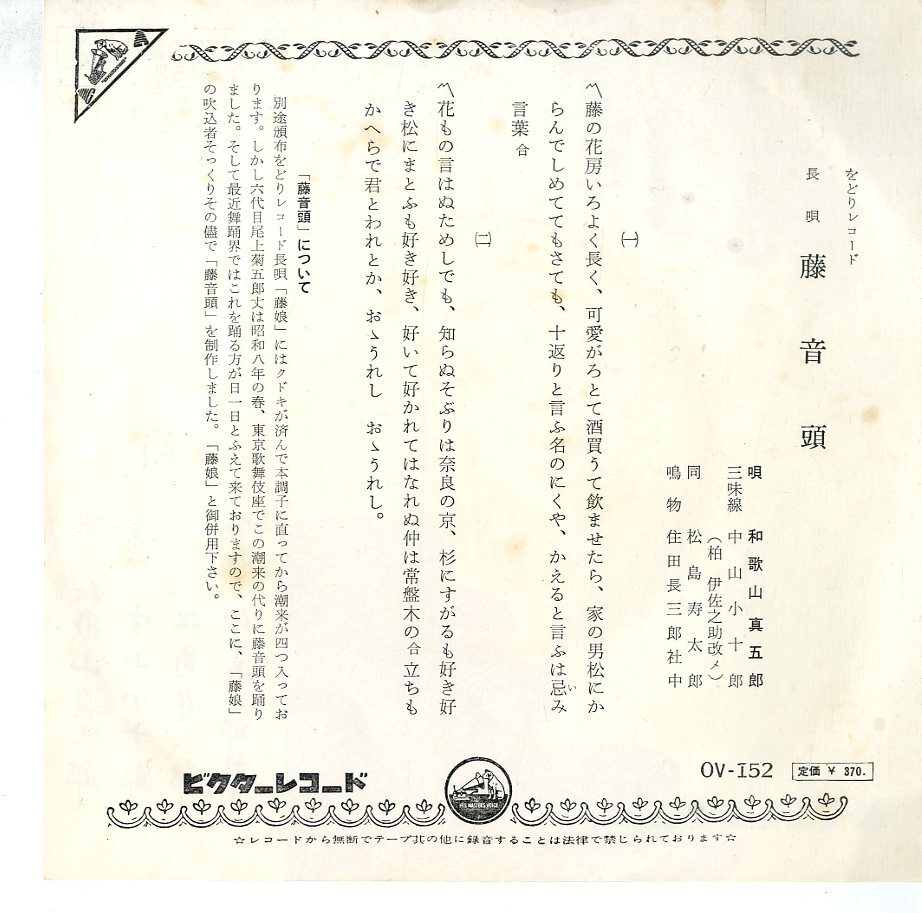 をどりレコード
長唄 藤音頭
唄 和歌山真五郎
三味線 中山小十郎
(柏 伊佐之助改メ)
同 松島寿太郎
鳴物 住田長三郎社中
(一)
〽藤の花房いろよく長く、可愛がろとて酒買うて飲ませたら、家の男松にか
らんでしめててもさても、十返りと言ふ名のにくや、かえると言ふは忌み
い
言葉 合
(二)
〽花もの言はぬためしでも、知らぬそぶりは奈良の京、杉にすがるも好き好
き松にまとふも好き好き、好いて好かれてはなれぬ仲は常盤木の 合 立ちも
かへらで君とわれとか、おゝうれし おゝうれし。
「藤音頭」について
別途頒布をどりレコード長唄「藤娘」にはクドキが済んで本調子に直ってから潮来が四つ入ってお
ります。しかし六代目尾上菊五郎丈は昭和八年の春、東京歌舞伎座でこの潮来の代りに藤音頭を踊り
ました。そして最近舞踊界ではこれを踊る方が日一日とふえて来ておりますので、ここに、「藤娘」
の吹込者そっくりその儘で「藤音頭」を制作しました。「藤娘」と御併用下さい。
OV-152 定価 ¥ 370.
ビクターレコード
HIS MASTER'S VOICE
☆レコードから無断でテープ其の他に録音することは法律で禁じられております☆